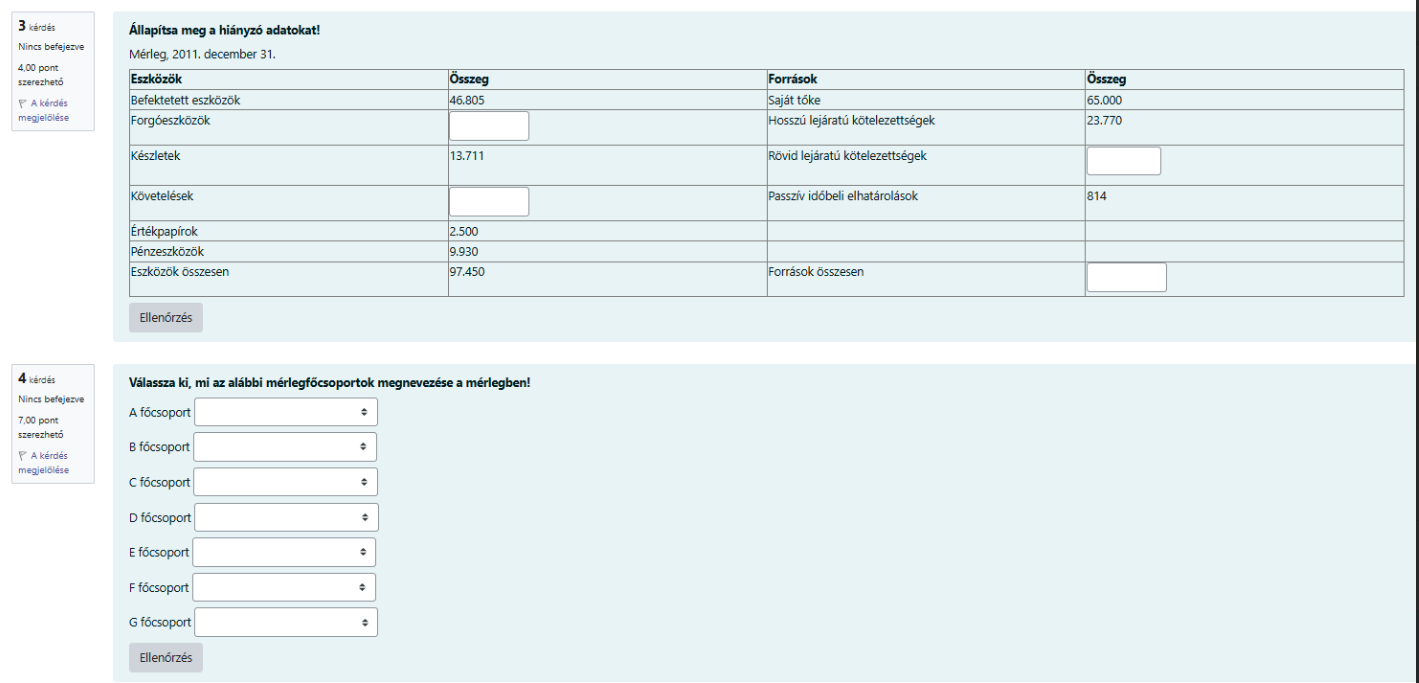 3 kérdés
Nincs befejezve
4,00 pont
szerezhető
A kérdés
megjelölése
Állapítsa meg a hiányzó adatokat!
Mérleg, 2011. december 31.
Eszközök Összeg Források Összeg
Befektetett eszközök 46.805 Saját tőke 65.000
Forgóeszközök Hosszú lejáratú kötelezettségek 23.770
Készletek 13.711 Rövid lejáratú kötelezettségek
Követelések Passzív időbeli elhatárolások 814
Értékpapírok 2.500
Pénzeszközök 9.930
Eszközök összesen 97.450 Források összesen
Ellenőrzés
4 kérdés
Nincs befejezve
7,00 pont
szerezhető
A kérdés
megjelölése
Válassza ki, mi az alábbi mérlegfőcsoportok megnevezése a mérlegben!
A főcsoport
B főcsoport
C főcsoport
D főcsoport
E főcsoport
F főcsoport
G főcsoport
Ellenőrzés